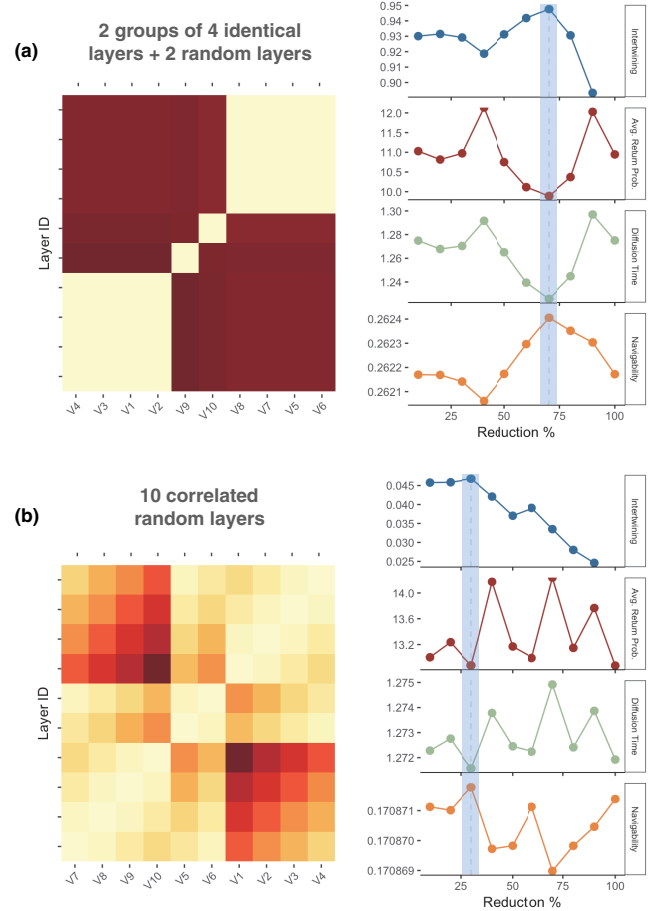 (a)
2 groups of 4 identical
layers + 2 random layers
Layer ID
V4
V3
V1
V2
V9
V10
V8
V7
V5
V6
0.95
0.94
0.93
0.92
0.91
0.90
Intertwining
12.0
11.5
11.0
10.5
10.0
Avg. Return Prob.
1.30
1.28
1.26
1.24
Diffusion Time
0.2624
0.2623
0.2622
0.2621
Navigability
25
50
75
100
Reduction %
(b)
10 correlated
random layers
Layer ID
V7
V8
V9
V10
V5
V6
V1
V2
V3
V4
0.045
0.040
0.035
0.030
0.025
Intertwining
14.0
13.6
13.2
Avg. Return Prob.
1.275
1.274
1.273
1.272
Diffusion Time
0.170871
0.170870
0.170869
Navigability
25
50
75
100
Reduction %